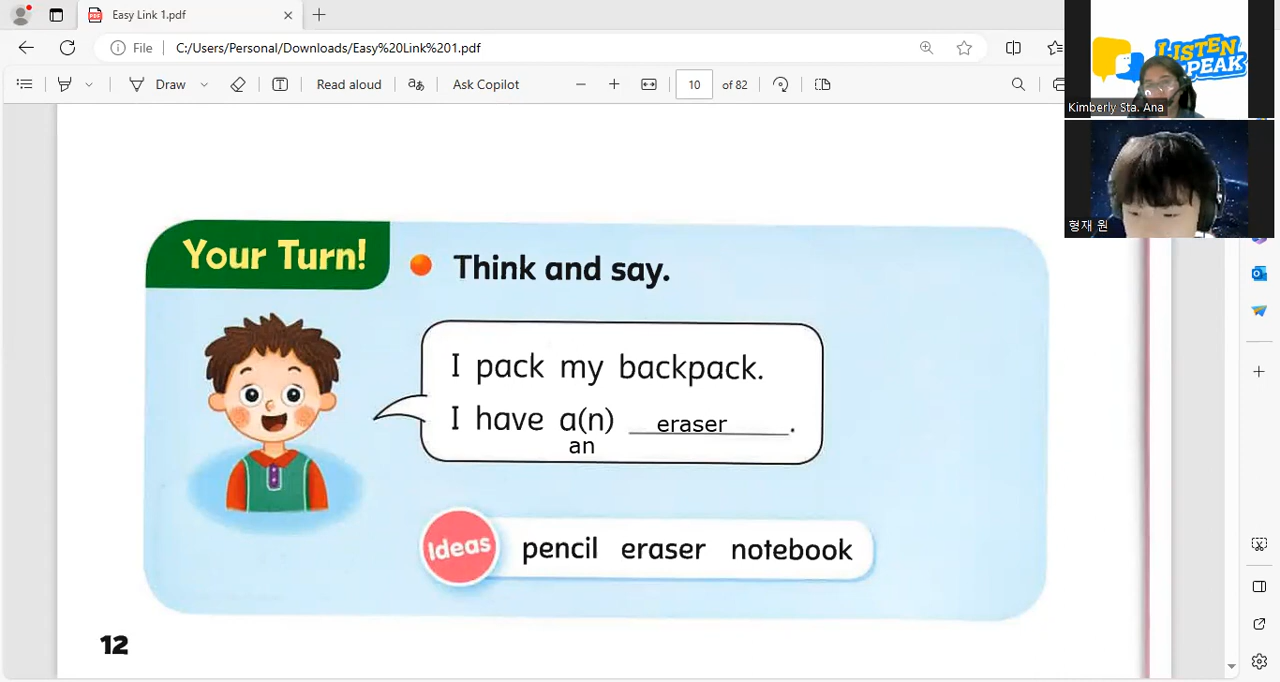 Easy Link 1.pdf
File
C:/Users/Personal/Downloads/Easy%20Link%201.pdf
Draw
Read aloud
aあ
Ask Copilot
10 of 82
LISTEN
SPEAK
Kimberly Sta. Ana
형재 원
Your Turn!
Think and say.
I pack my backpack.
I have a(n) eraser.
an
Ideas
pencil eraser notebook
12